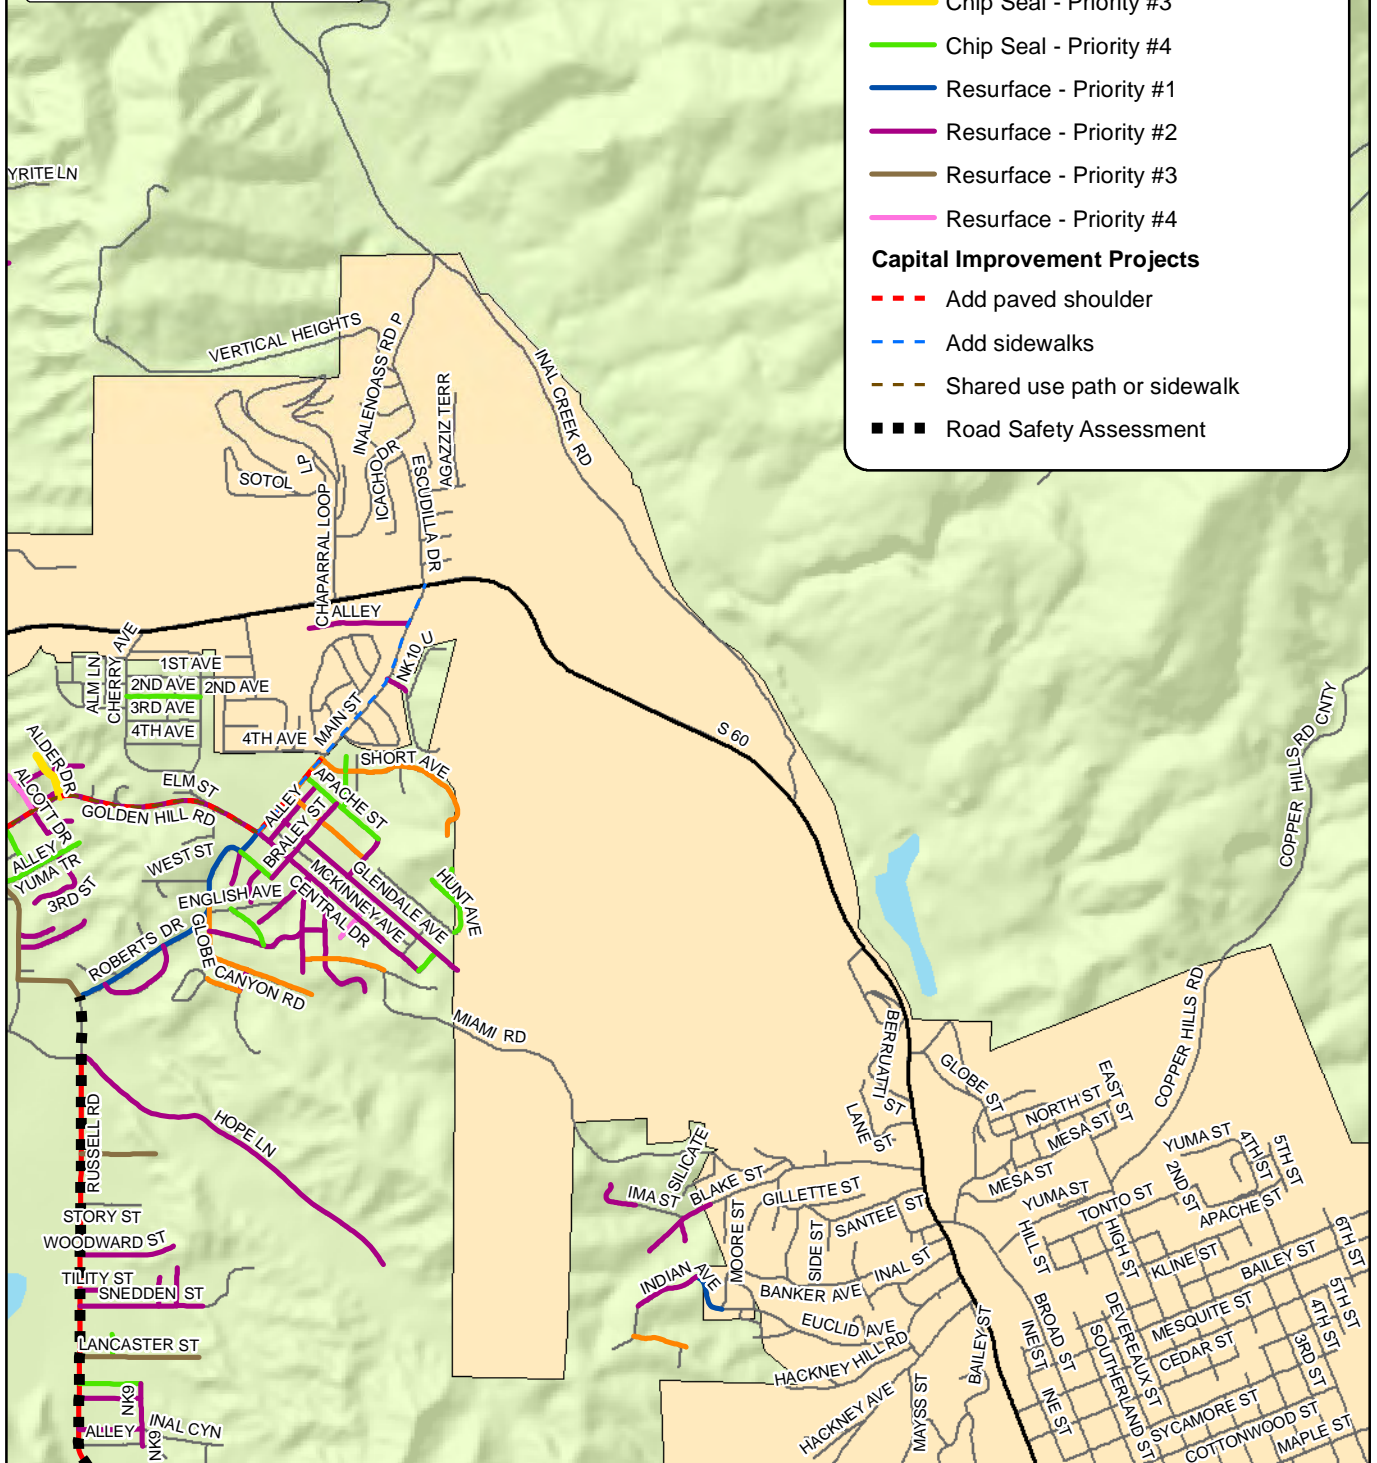 Chip Seal - Priority #3
Chip Seal - Priority #4
Resurface - Priority #1
Resurface - Priority #2
Resurface - Priority #3
Resurface - Priority #4
Capital Improvement Projects
Add paved shoulder
Add sidewalks
Shared use path or sidewalk
Road Safety Assessment
YRITE LN
VERTICAL HEIGHTS
INALENOASS RD P
INAL CREEK RD
AGAZZIZ TERR
SOTOL
LP
ICACHO DR
ESCUDILLA DR
CHAPARRAL LOOP
ALLEY
NK10 U
CHERRY AVE
ALM LN
1ST AVE
2ND AVE
2ND AVE
3RD AVE
4TH AVE
4TH AVE
MAIN ST
S 60
COPPER HILLS RD CNTY
ALDER DR
ALCOTT DR
ELM ST
GOLDEN HILL RD
SHORT AVE
APACHE ST
ALLEY
BRALEY ST
WEST ST
ALLEY
YUMA TR
3RD ST
ENGLISH AVE
GLENDALE AVE
MCKINNEY AVE
CENTRAL DR
HUNT AVE
ROBERTS DR
GLOBE
CANYON RD
MIAMI RD
COPPER HILLS RD
BERRUATTI
ST
LANE
ST
GLOBE ST
NORTH ST
EAST ST
MESA ST
MESA ST
RUSSELL RD
HOPE LN
SILICATE
IMA ST
BLAKE ST
GILLETTE ST
SANTEE ST
MOORE ST
SIDE ST
YUMA ST
YUMA ST
4TH ST
5TH ST
2ND ST
TONTO ST
APACHE ST
HILL ST
HIGH ST
KLINE ST
BAILEY ST
6TH ST
STORY ST
WOODWARD ST
TILITY ST
SNEDDEN ST
INDIAN AVE
BANKER AVE
INAL ST
EUCLID AVE
HACKNEY HILL RD
BAILEY ST
BROAD ST
INE ST
DEVEREAUX ST
SOUTHERLAND ST
MESQUITE ST
CEDAR ST
5TH ST
4TH ST
3RD ST
LANCASTER ST
NK9
ALLEY
INAL CYN
NK9
HACKNEY AVE
MAYSS ST
INE ST
SYCAMORE ST
COTTONWOOD ST
MAPLE ST